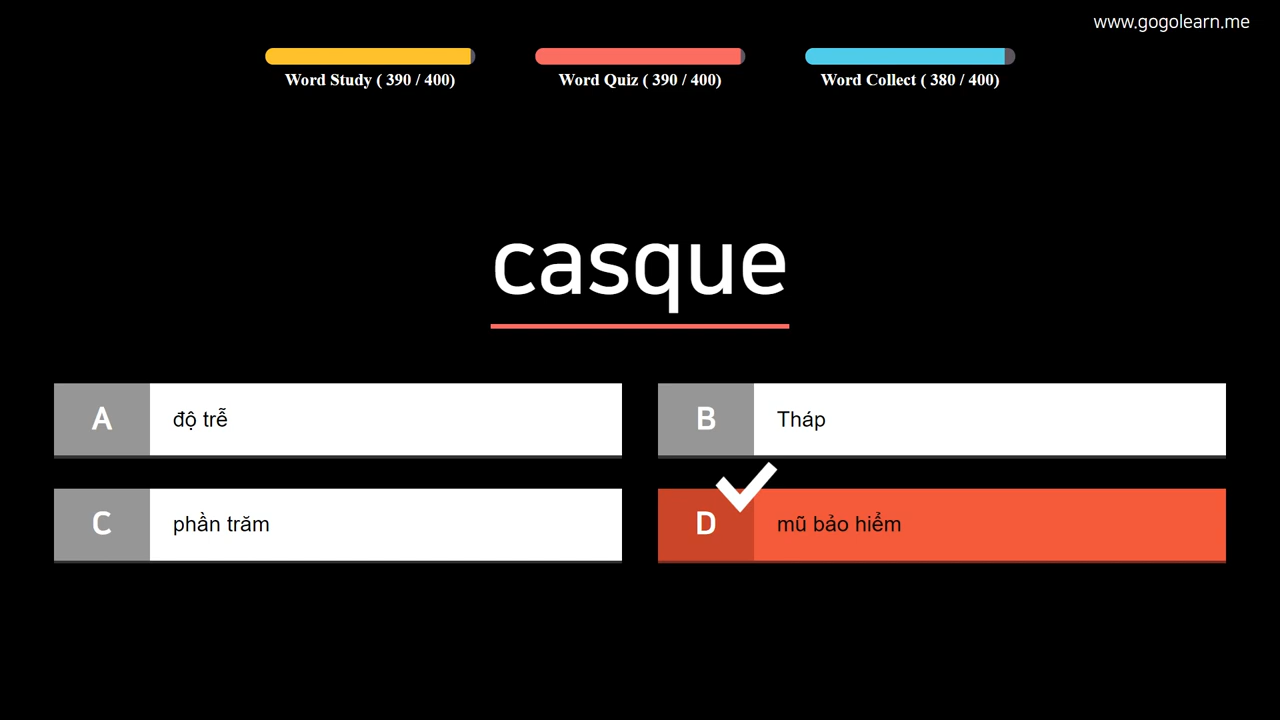 www.gogolearn.me
Word Study ( 390 / 400)
Word Quiz ( 390 / 400)
Word Collect ( 380 / 400)
casque
A độ trễ
B Tháp
C phần trăm
D mũ bảo hiểm